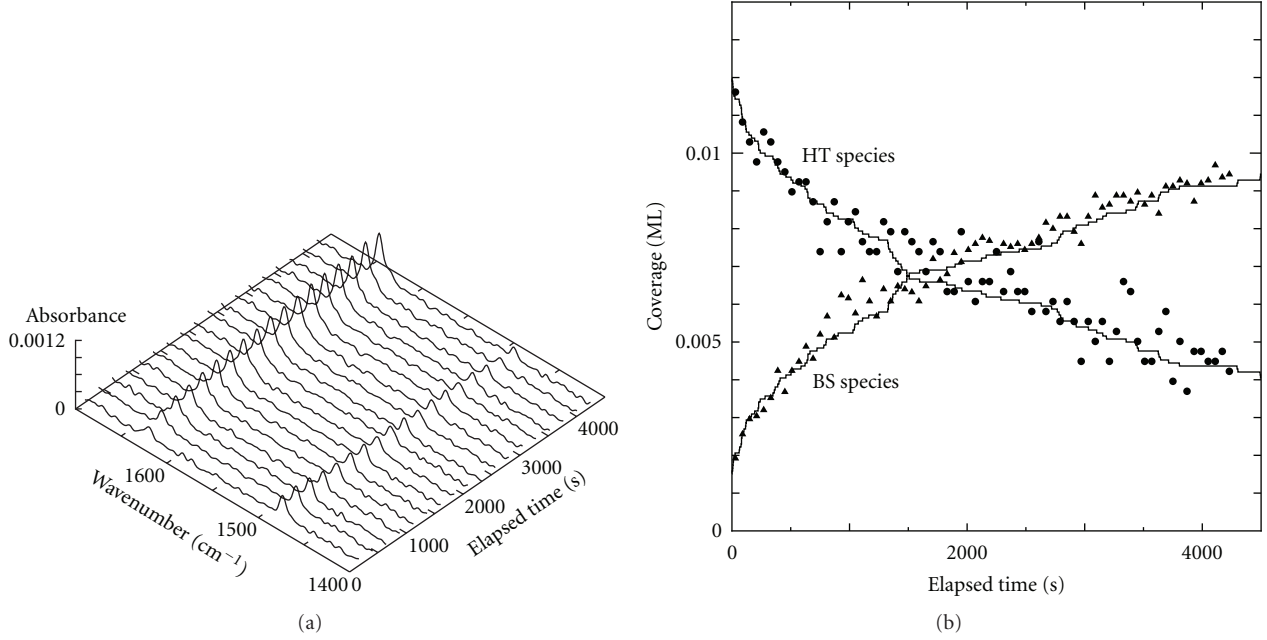 Absorbance
0.0012
0
1600
1500
1400
Wavenumber (cm−1)
0
1000
2000
3000
4000
Elapsed time (s)
(a)
0.01
0.005
0
Coverage (ML)
HT species
BS species
0
2000
4000
Elapsed time (s)
(b)